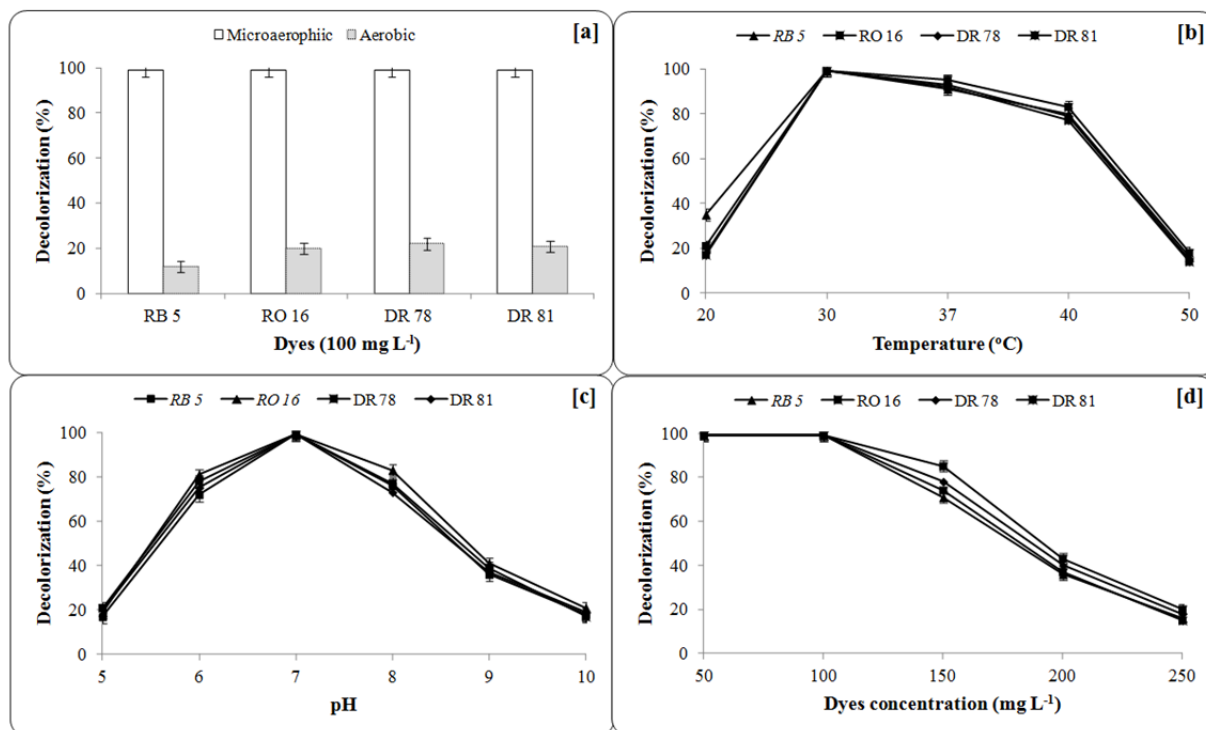 Microaerophiic Aerobic [a]
100
80
60
40
20
0
Decolorization (%)
RB 5 RO 16 DR 78 DR 81
Dyes (100 mg L-1)
RB 5 RO 16 DR 78 DR 81 [b]
100
80
60
40
20
0
Decolorization (%)
20 30 37 40 50
Temperature (oC)
RB 5 RO 16 DR 78 DR 81 [c]
100
80
60
40
20
0
Decolorization (%)
5 6 7 8 9 10
pH
RB 5 RO 16 DR 78 DR 81 [d]
100
80
60
40
20
0
Decolorization (%)
50 100 150 200 250
Dyes concentration (mg L-1)